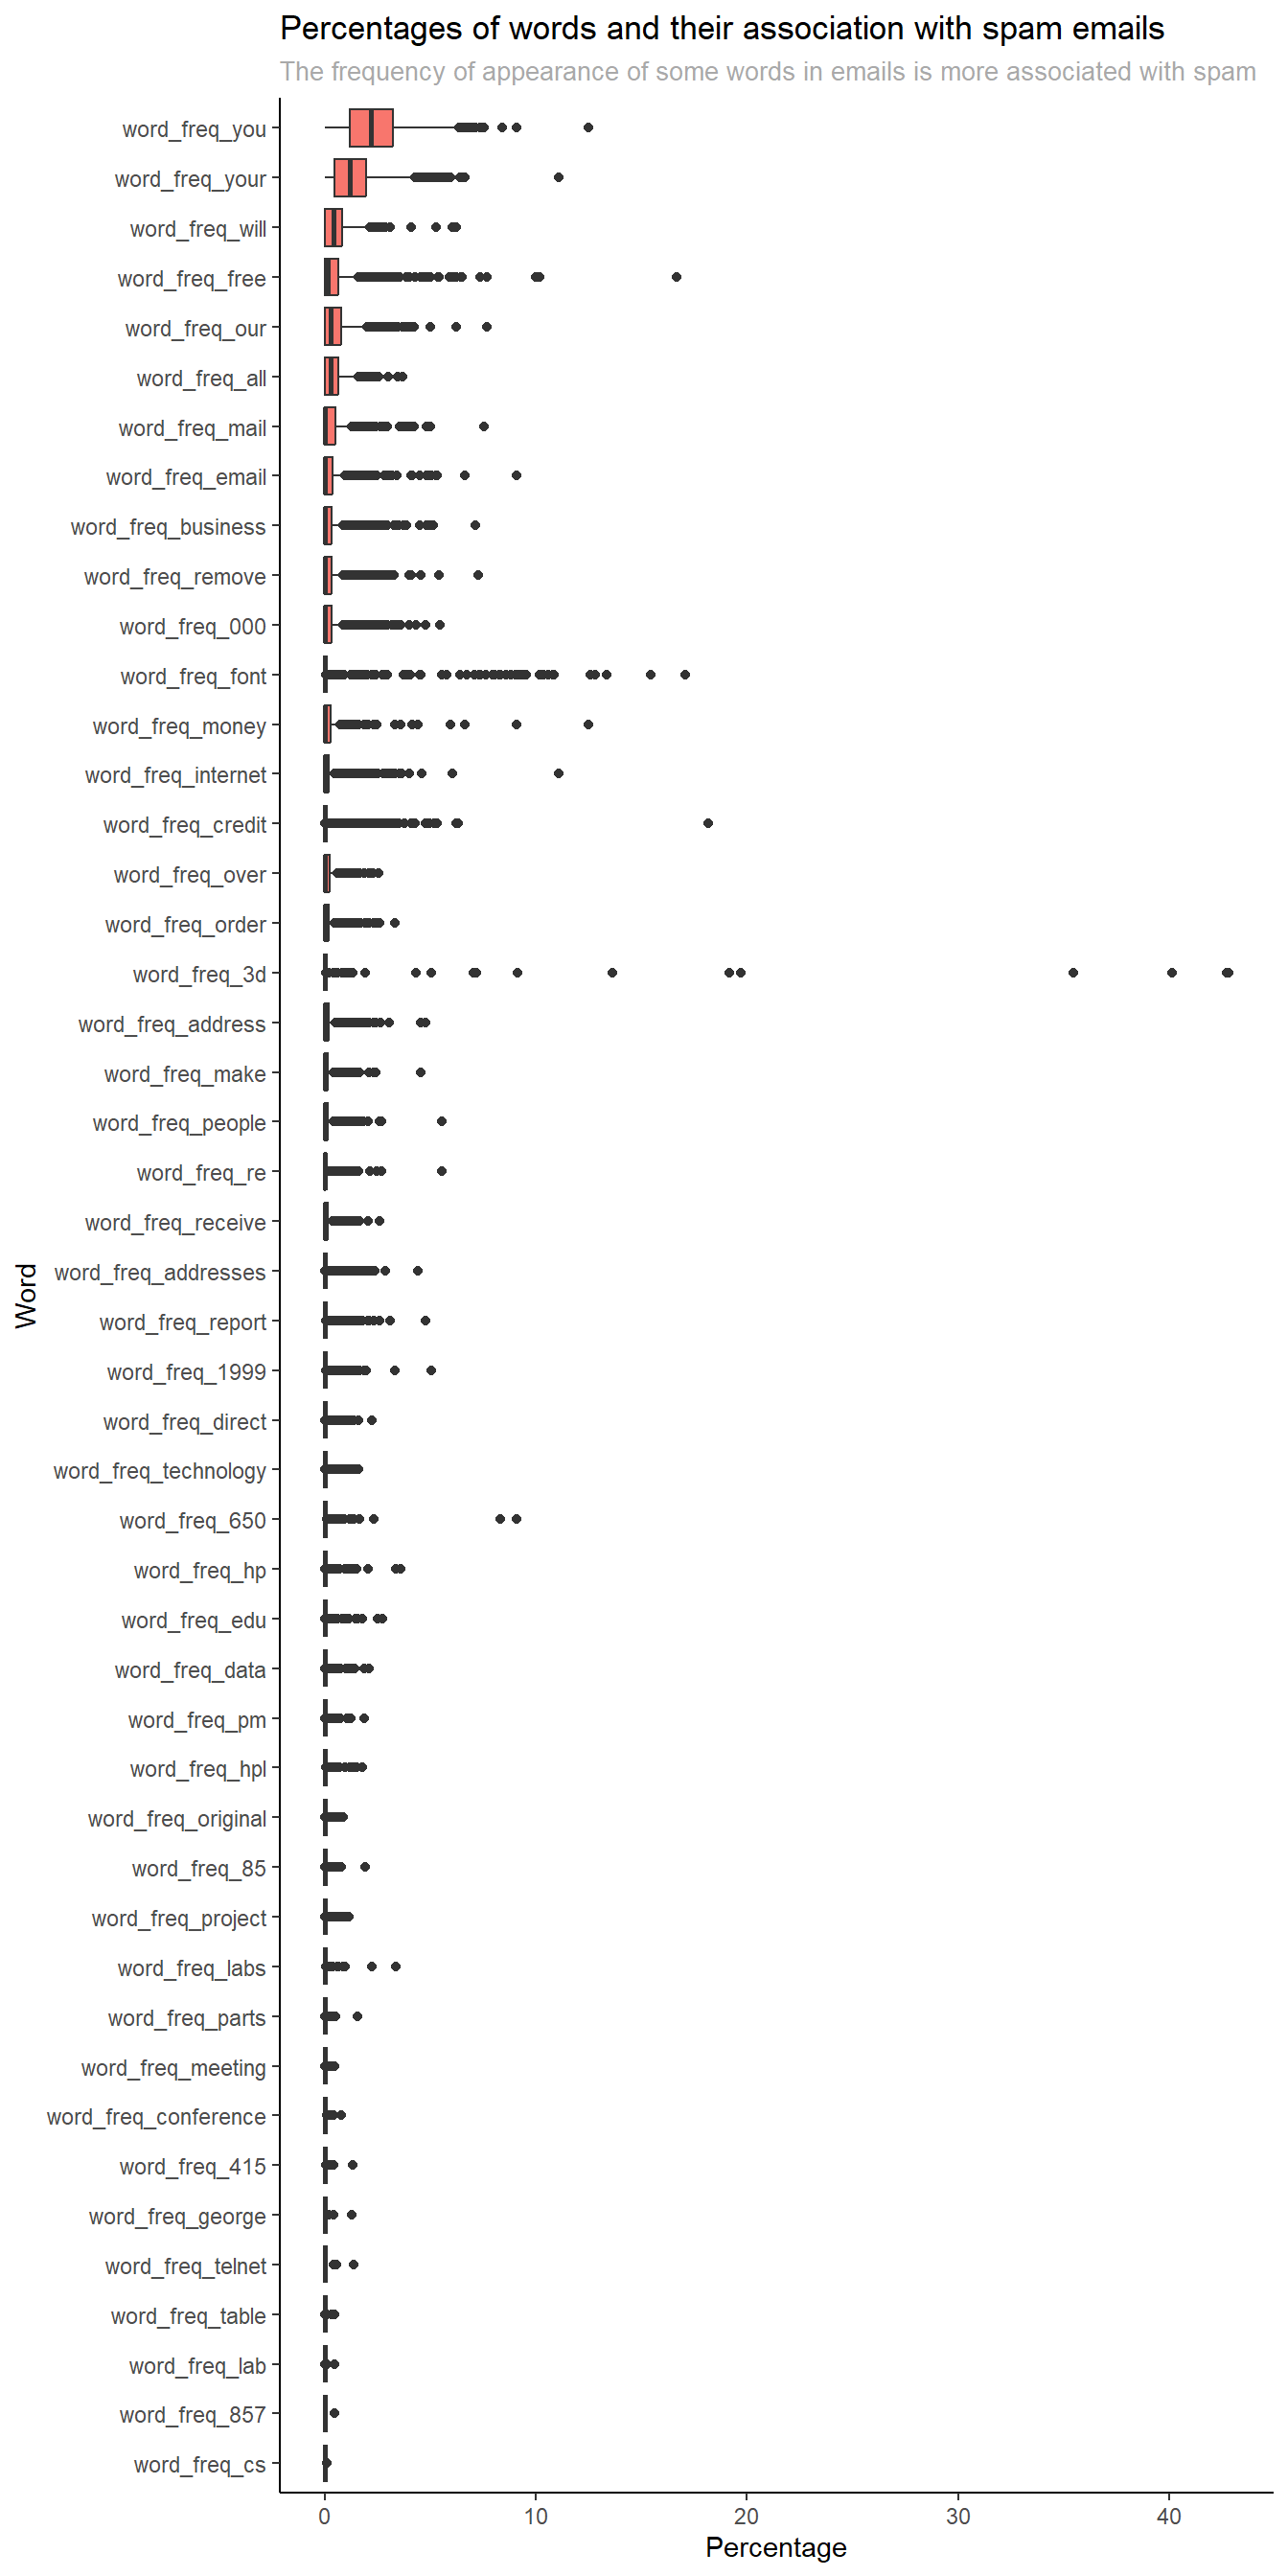 Percentages of words and their association with spam emails
The frequency of appearance of some words in emails is more associated with spam
word_freq_you
word_freq_your
word_freq_will
word_freq_free
word_freq_our
word_freq_all
word_freq_mail
word_freq_email
word_freq_business
word_freq_remove
word_freq_000
word_freq_font
word_freq_money
word_freq_internet
word_freq_credit
word_freq_over
word_freq_order
word_freq_3d
word_freq_address
word_freq_make
word_freq_people
word_freq_re
word_freq_receive
word_freq_addresses
word_freq_report
word_freq_1999
word_freq_direct
word_freq_technology
word_freq_650
word_freq_hp
word_freq_edu
word_freq_data
word_freq_pm
word_freq_hpl
word_freq_original
word_freq_85
word_freq_project
word_freq_labs
word_freq_parts
word_freq_meeting
word_freq_conference
word_freq_415
word_freq_george
word_freq_telnet
word_freq_table
word_freq_lab
word_freq_857
word_freq_cs
Word
0 10 20 30 40
Percentage